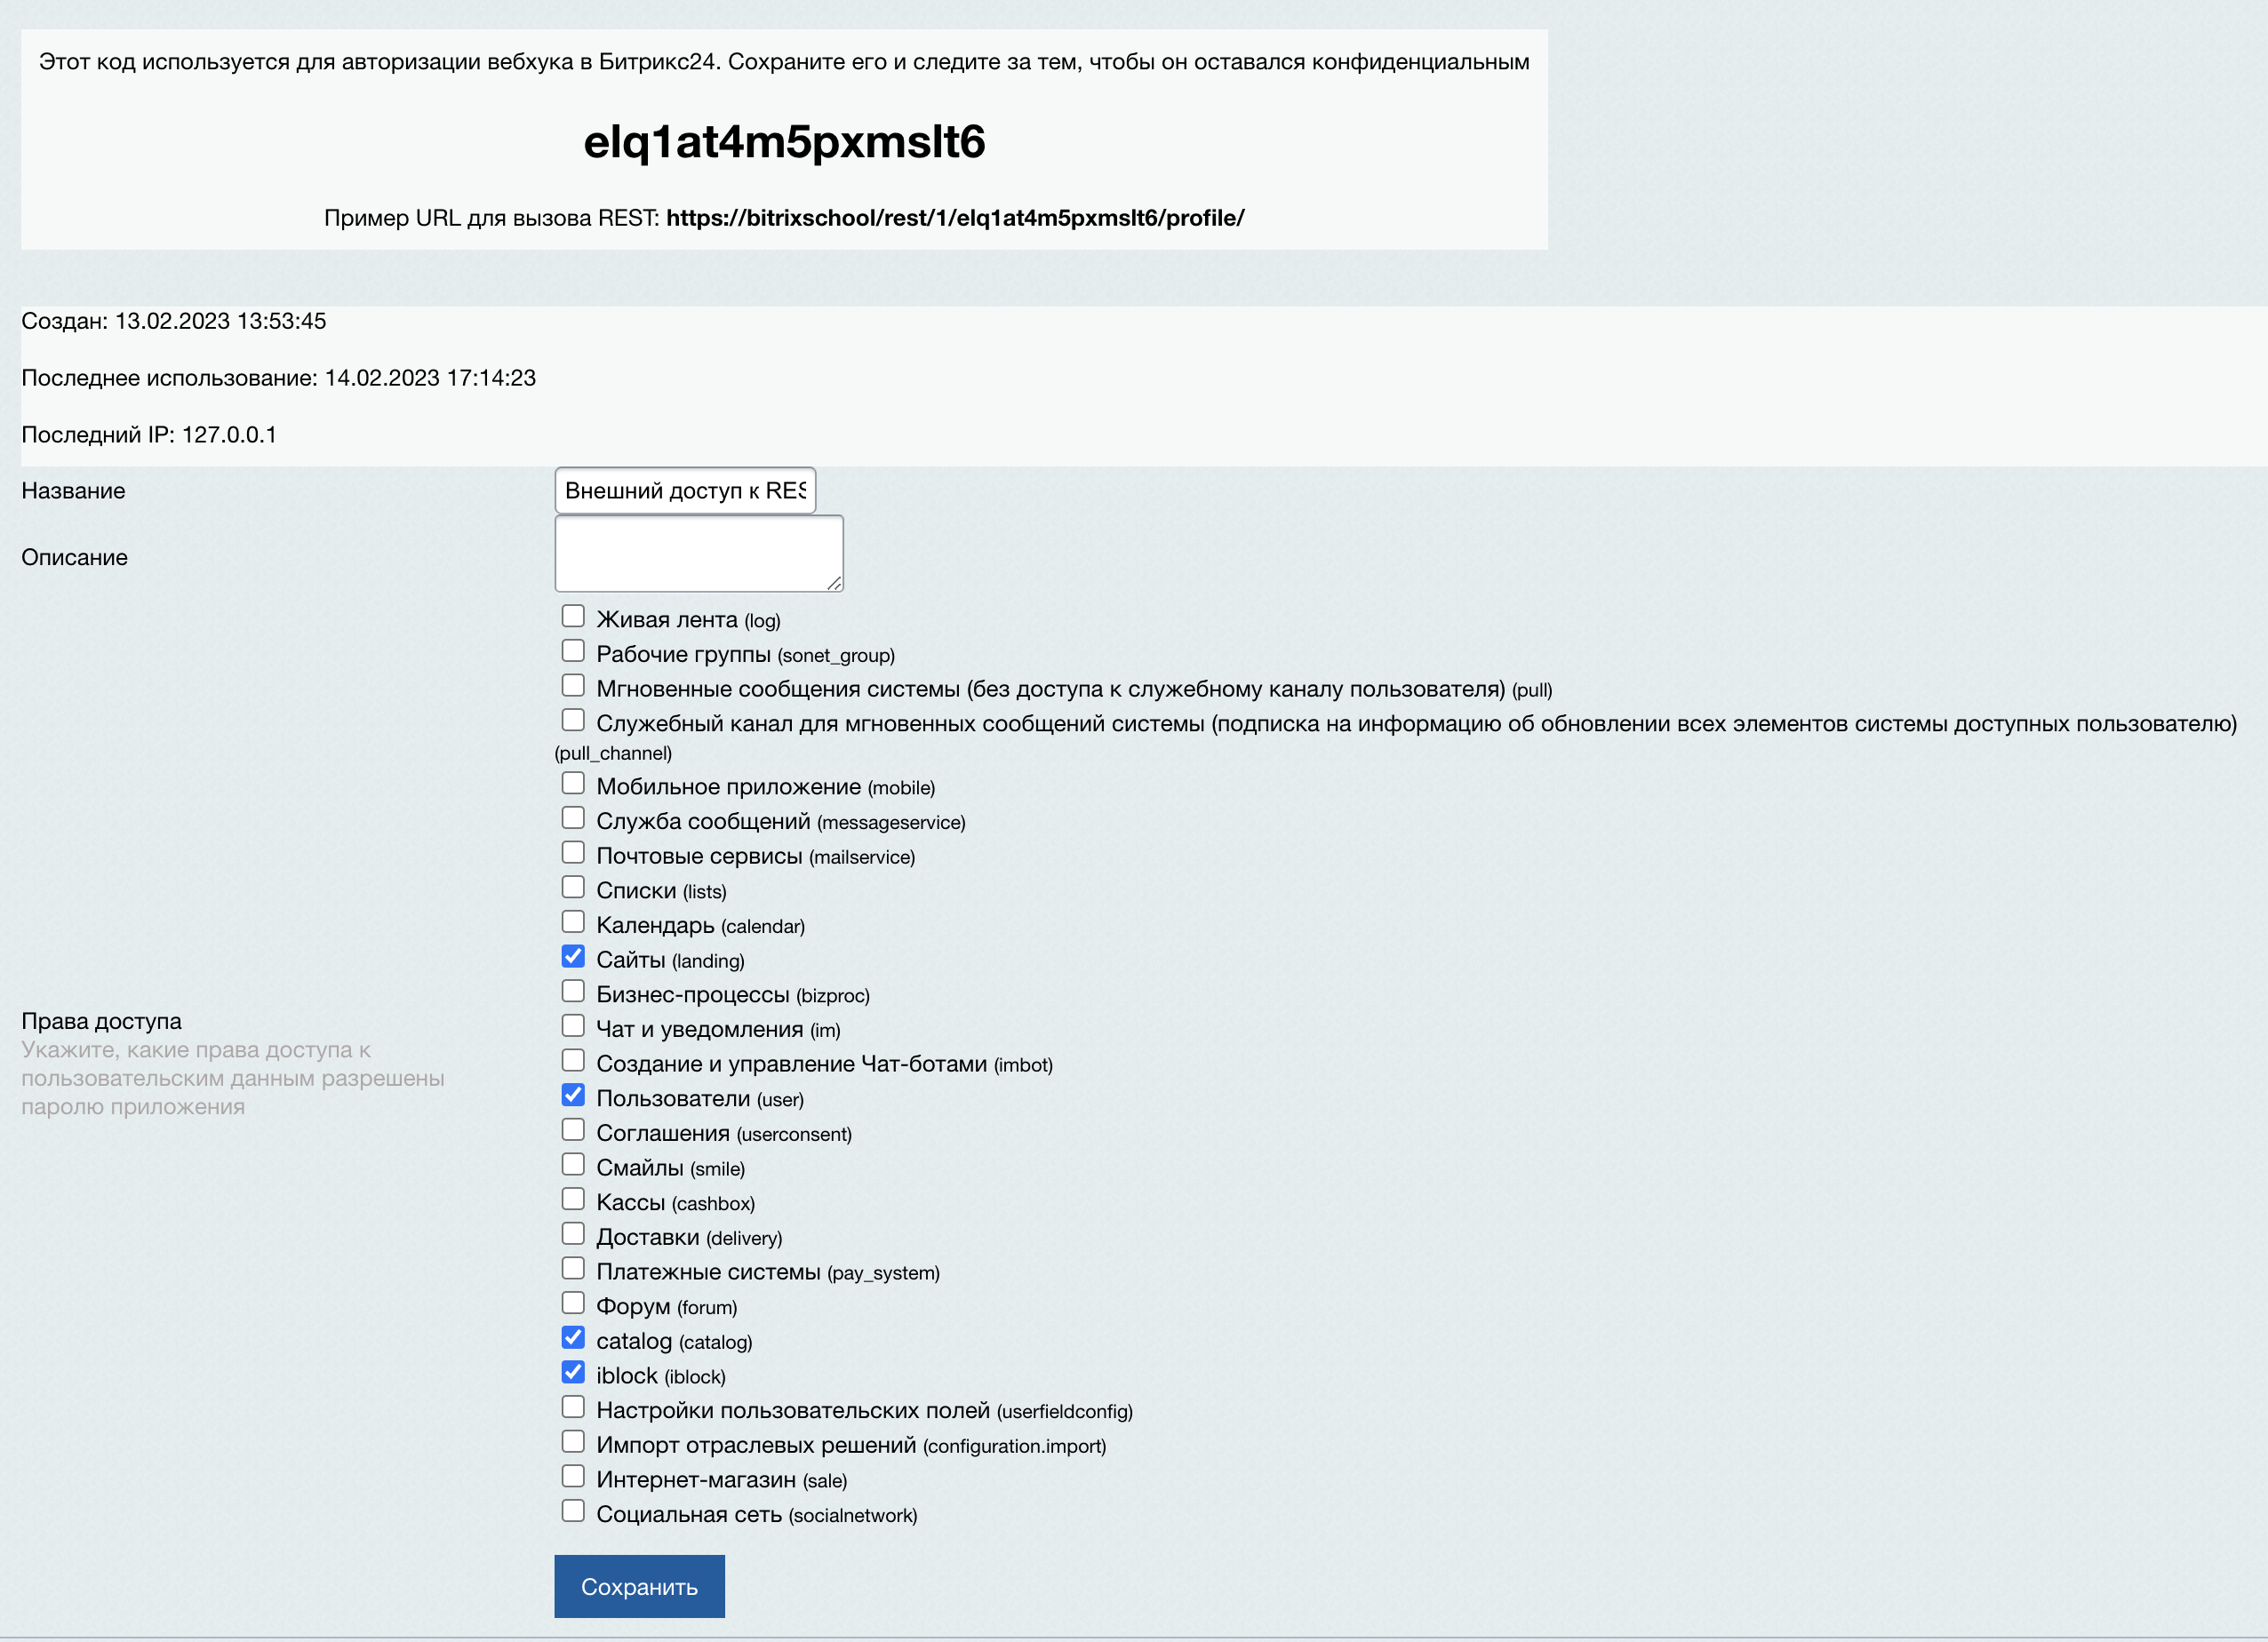 Этот код используется для авторизации вебхука в Битрикс24. Сохраните его и следите за тем, чтобы он оставался конфиденциальным
elq1at4m5pxmslt6
Пример URL для вызова REST: https://bitrixschool/rest/1/elq1at4m5pxmslt6/profile/
Создан: 13.02.2023 13:53:45
Последнее использование: 14.02.2023 17:14:23
Последний IP: 127.0.0.1
Название
Внешний доступ к RES
Описание
Права доступа
Укажите, какие права доступа к
пользовательским данным разрешены
паролю приложения
Живая лента (log)
Рабочие группы (sonet_group)
Мгновенные сообщения системы (без доступа к служебному каналу пользователя) (pull)
Служебный канал для мгновенных сообщений системы (подписка на информацию об обновлении всех элементов системы доступных пользователю)
(pull_channel)
Мобильное приложение (mobile)
Служба сообщений (messageservice)
Почтовые сервисы (mailservice)
Списки (lists)
Календарь (calendar)
Сайты (landing)
Бизнес-процессы (bizproc)
Чат и уведомления (im)
Создание и управление Чат-ботами (imbot)
Пользователи (user)
Соглашения (userconsent)
Смайлы (smile)
Кассы (cashbox)
Доставки (delivery)
Платежные системы (pay_system)
Форум (forum)
catalog (catalog)
iblock (iblock)
Настройки пользовательских полей (userfieldconfig)
Импорт отраслевых решений (configuration.import)
Интернет-магазин (sale)
Социальная сеть (socialnetwork)
Сохранить